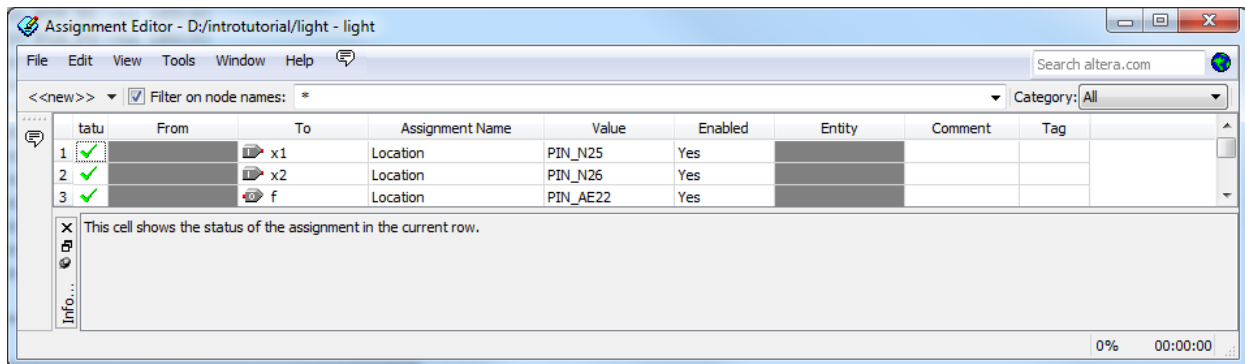 Assignment Editor - D:/introtutorial/light - light
File Edit View Tools Window Help Search altera.com
<<new>> Filter on node names: * Category: All
tatu From To Assignment Name Value Enabled Entity Comment Tag
1 x1 Location PIN_N25 Yes
2 x2 Location PIN_N26 Yes
3 f Location PIN_AE22 Yes
This cell shows the status of the assignment in the current row.
Info...
0% 00:00:00